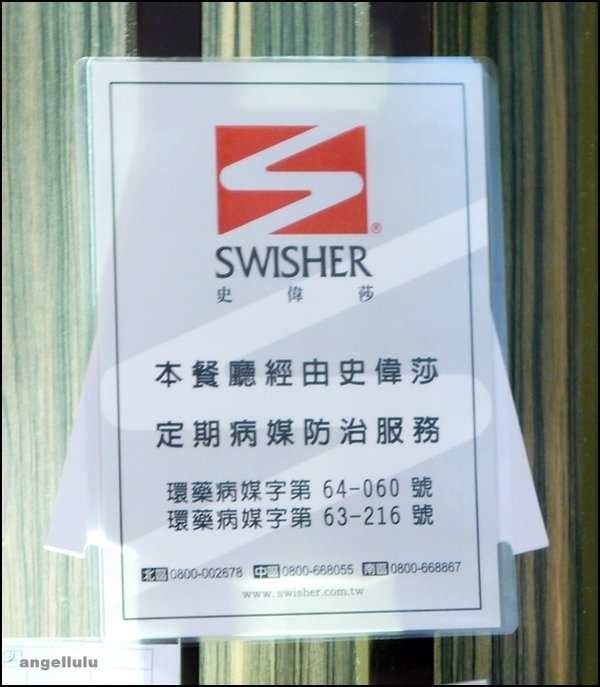 SWISHER®
史偉莎
本餐廳經由史偉莎
定期病媒防治服務
環藥病媒字第 64-060 號
環藥病媒字第 63-216 號
北區 0800-002678 中區 0800-668055 南區 0800-668867
www.swisher.com.tw
angellulu